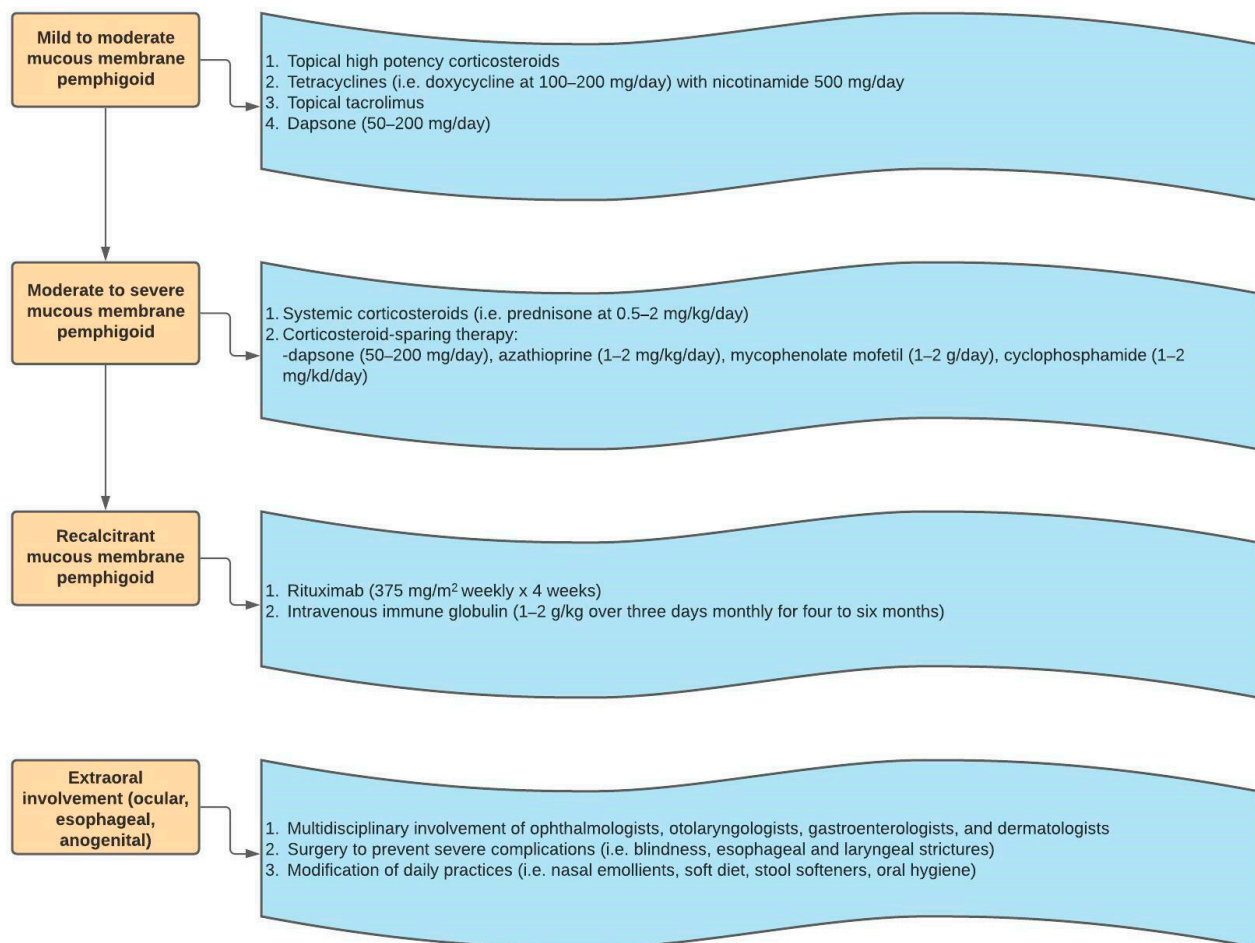 Mild to moderate
mucous membrane
pemphigoid
1. Topical high potency corticosteroids
2. Tetracyclines (i.e. doxycycline at 100–200 mg/day) with nicotinamide 500 mg/day
3. Topical tacrolimus
4. Dapsone (50–200 mg/day)
Moderate to severe
mucous membrane
pemphigoid
1. Systemic corticosteroids (i.e. prednisone at 0.5–2 mg/kg/day)
2. Corticosteroid-sparing therapy:
-dapsone (50–200 mg/day), azathioprine (1–2 mg/kg/day), mycophenolate mofetil (1–2 g/day), cyclophosphamide (1–2
mg/kd/day)
Recalcitrant
mucous membrane
pemphigoid
1. Rituximab (375 mg/m² weekly x 4 weeks)
2. Intravenous immune globulin (1–2 g/kg over three days monthly for four to six months)
Extraoral
involvement (ocular,
esophageal,
anogenital)
1. Multidisciplinary involvement of ophthalmologists, otolaryngologists, gastroenterologists, and dermatologists
2. Surgery to prevent severe complications (i.e. blindness, esophageal and laryngeal strictures)
3. Modification of daily practices (i.e. nasal emollients, soft diet, stool softeners, oral hygiene)